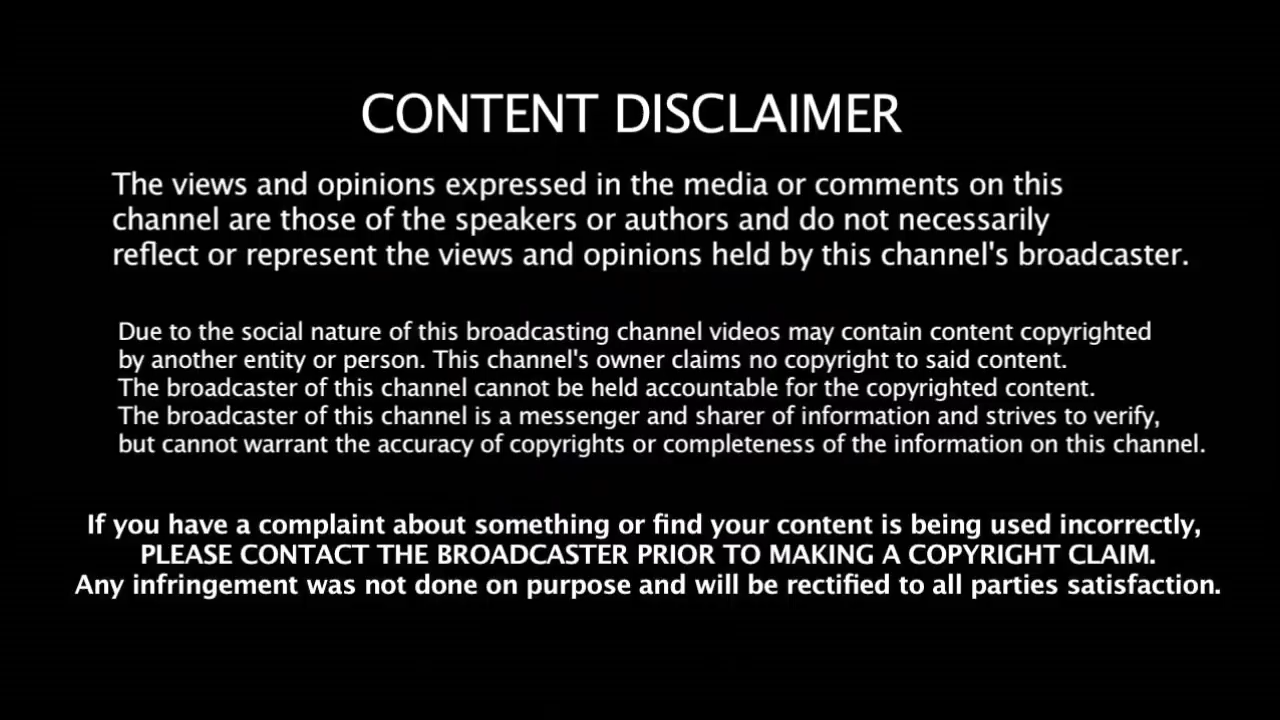 CONTENT DISCLAIMER
The views and opinions expressed in the media or comments on this
channel are those of the speakers or authors and do not necessarily
reflect or represent the views and opinions held by this channel's broadcaster.
Due to the social nature of this broadcasting channel videos may contain content copyrighted
by another entity or person. This channel's owner claims no copyright to said content.
The broadcaster of this channel cannot be held accountable for the copyrighted content.
The broadcaster of this channel is a messenger and sharer of information and strives to verify,
but cannot warrant the accuracy of copyrights or completeness of the information on this channel.
If you have a complaint about something or find your content is being used incorrectly,
PLEASE CONTACT THE BROADCASTER PRIOR TO MAKING A COPYRIGHT CLAIM.
Any infringement was not done on purpose and will be rectified to all parties satisfaction.